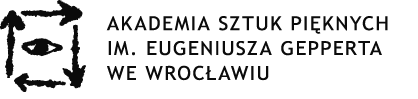 AKADEMIA SZTUK PIĘKNYCH
IM. EUGENIUSZA GEPPERTA
WE WROCŁAWIU